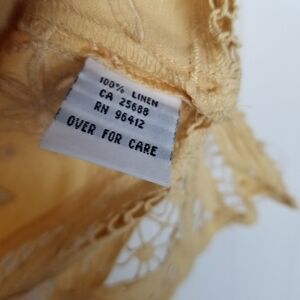 100% LINEN
CA 25688
RN 96412
OVER FOR CARE